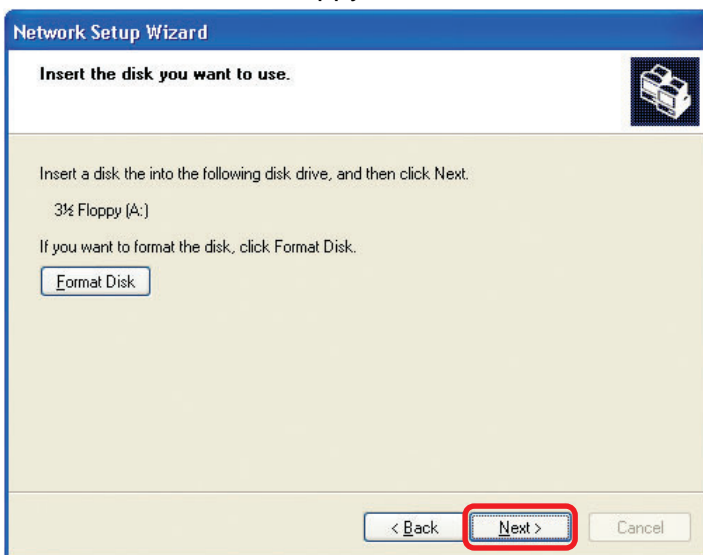 Network Setup Wizard
Insert the disk you want to use.
Insert a disk the into the following disk drive, and then click Next.
3½ Floppy (A:)
If you want to format the disk, click Format Disk.
Format Disk
< Back Next > Cancel